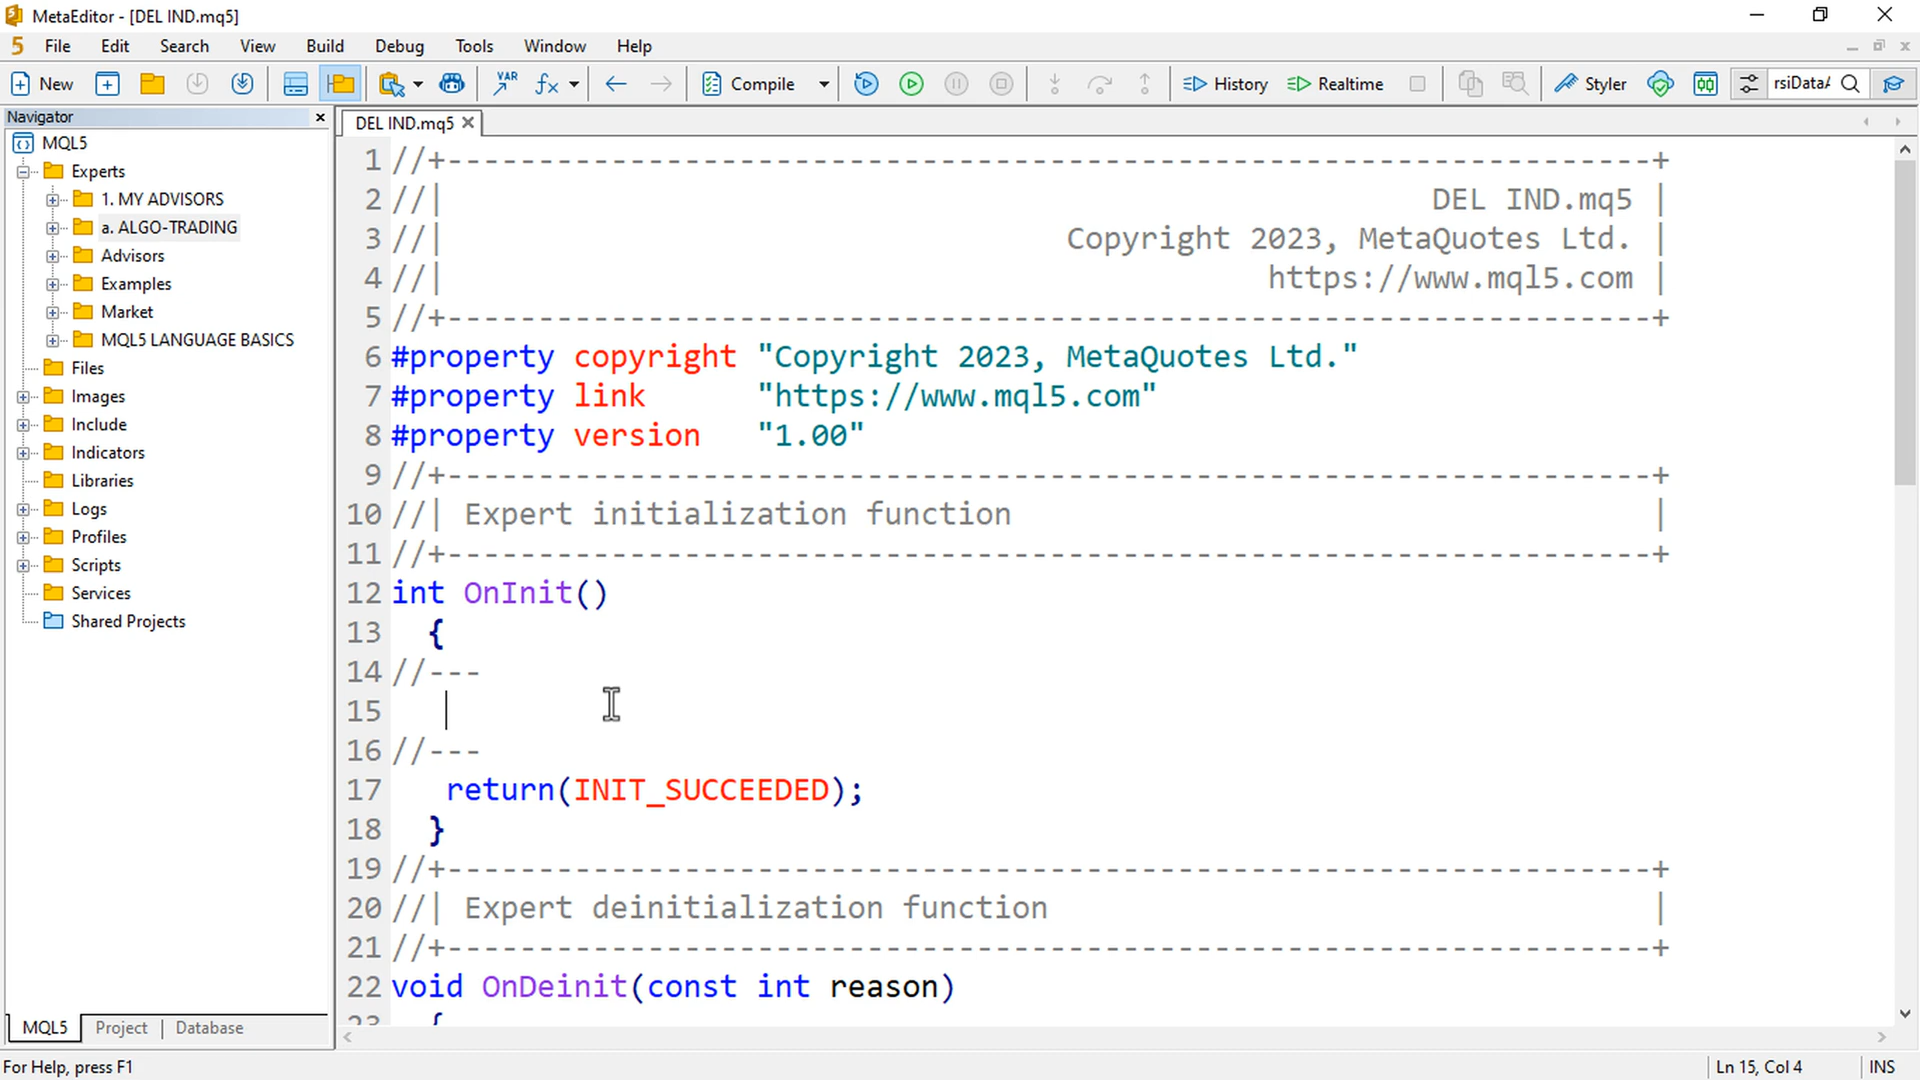 MetaEditor - [DEL IND.mq5]
File Edit Search View Build Debug Tools Window Help
New VAR Compile History Realtime Styler rsiData
Navigator
MQL5
Experts
1. MY ADVISORS
a. ALGO-TRADING
Advisors
Examples
Market
MQL5 LANGUAGE BASICS
Files
Images
Include
Indicators
Libraries
Logs
Profiles
Scripts
Services
Shared Projects
MQL5 Project Database
DEL IND.mq5
1 //+------------------------------------------------------------------+
2 //| DEL IND.mq5 |
3 //| Copyright 2023, MetaQuotes Ltd. |
4 //| https://www.mql5.com |
5 //+------------------------------------------------------------------+
6 #property copyright "Copyright 2023, MetaQuotes Ltd."
7 #property link "https://www.mql5.com"
8 #property version "1.00"
9 //+------------------------------------------------------------------+
10 //| Expert initialization function |
11 //+------------------------------------------------------------------+
12 int OnInit()
13 {
14 //---
15
16 //---
17 return(INIT_SUCCEEDED);
18 }
19 //+------------------------------------------------------------------+
20 //| Expert deinitialization function |
21 //+------------------------------------------------------------------+
22 void OnDeinit(const int reason)
23 {
For Help, press F1
Ln 15, Col 4 INS